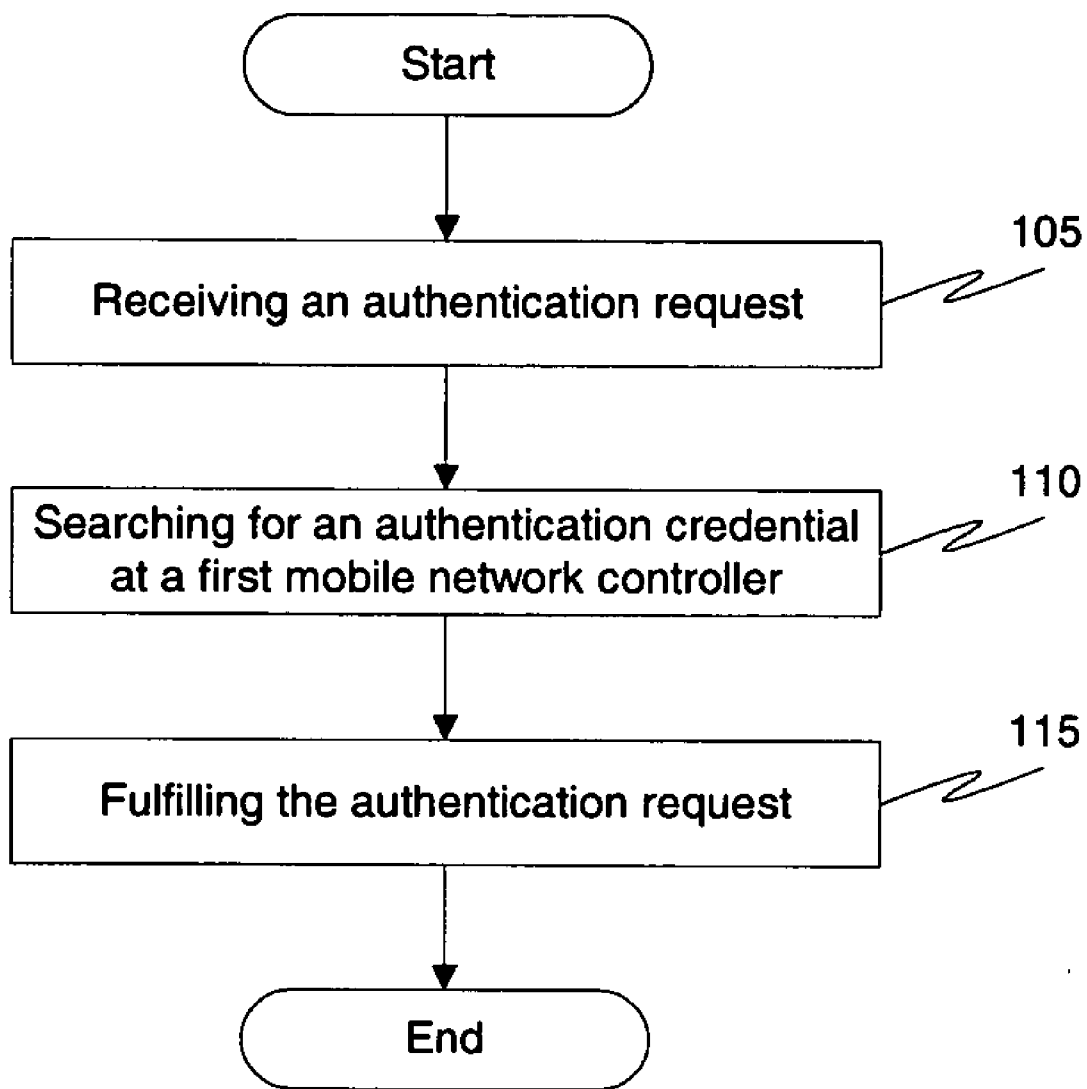 Start
105
Receiving an authentication request
110
Searching for an authentication credential
at a first mobile network controller
115
Fulfilling the authentication request
End